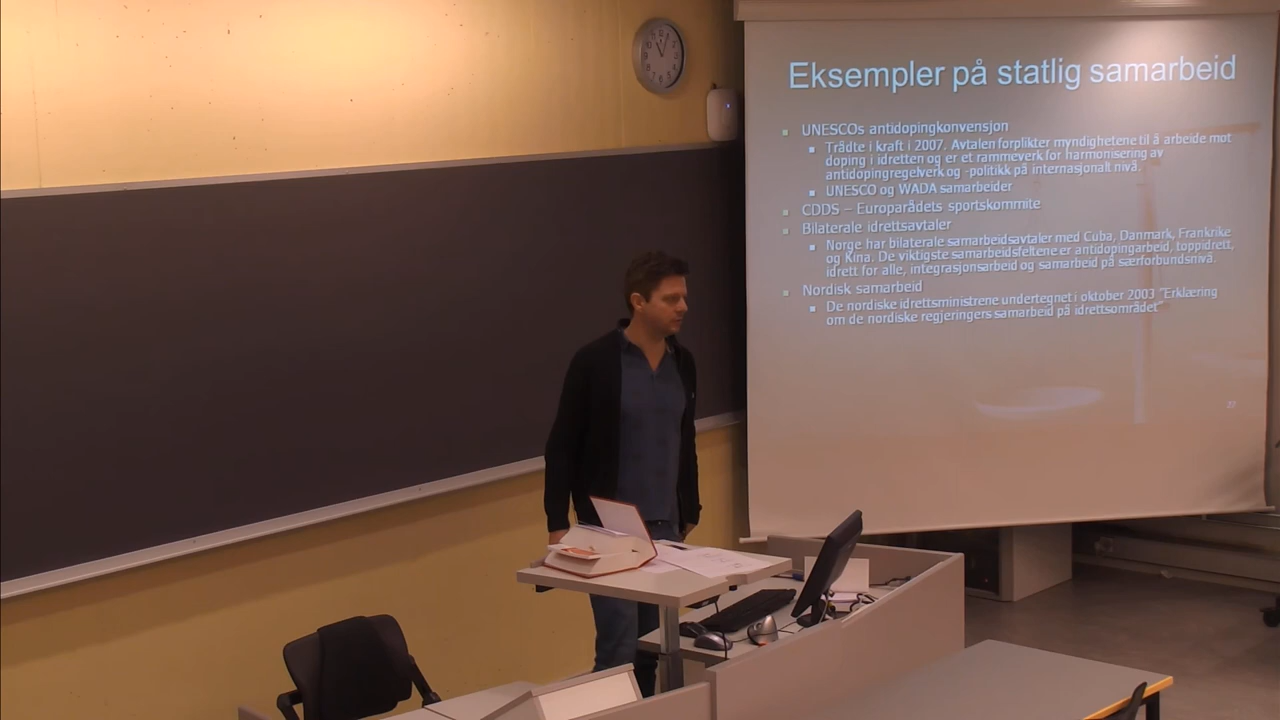 Eksempler på statlig samarbeid
UNESCOs antidopingkonvensjon
Trådte i kraft i 2007. Avtalen forplikter myndighetene til å arbeide mot
doping i idretten og er et rammeverk for harmonisering av
antidopingregelverk og -politikk på internasjonalt nivå.
UNESCO og WADA samarbeider
CDDS – Europarådets sportskommite
Bilaterale idrettsavtaler
Norge har bilaterale samarbeidsavtaler med Cuba, Danmark, Frankrike
og Kina. De viktigste samarbeidsfeltene er antidopingarbeid, toppidrett,
idrett for alle, integrasjonsarbeid og samarbeid på særforbundsnivå.
Nordisk samarbeid
De nordiske idrettsministrene undertegnet i oktober 2003 "Erklæring
om de nordiske regjeringers samarbeid på idrettsområdet"